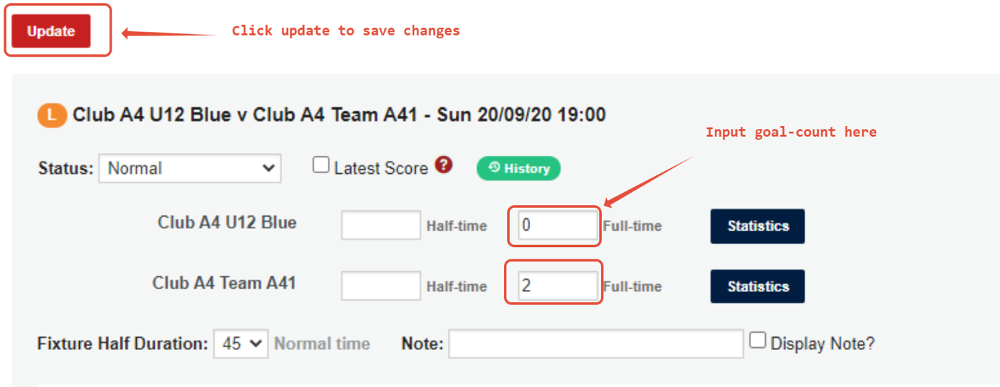 Update
Click update to save changes
L Club A4 U12 Blue v Club A4 Team A41 - Sun 20/09/20 19:00
Input goal-count here
Status: Normal Latest Score ? History
Club A4 U12 Blue Half-time 0 Full-time Statistics
Club A4 Team A41 Half-time 2 Full-time Statistics
Fixture Half Duration: 45 Normal time Note: Display Note?